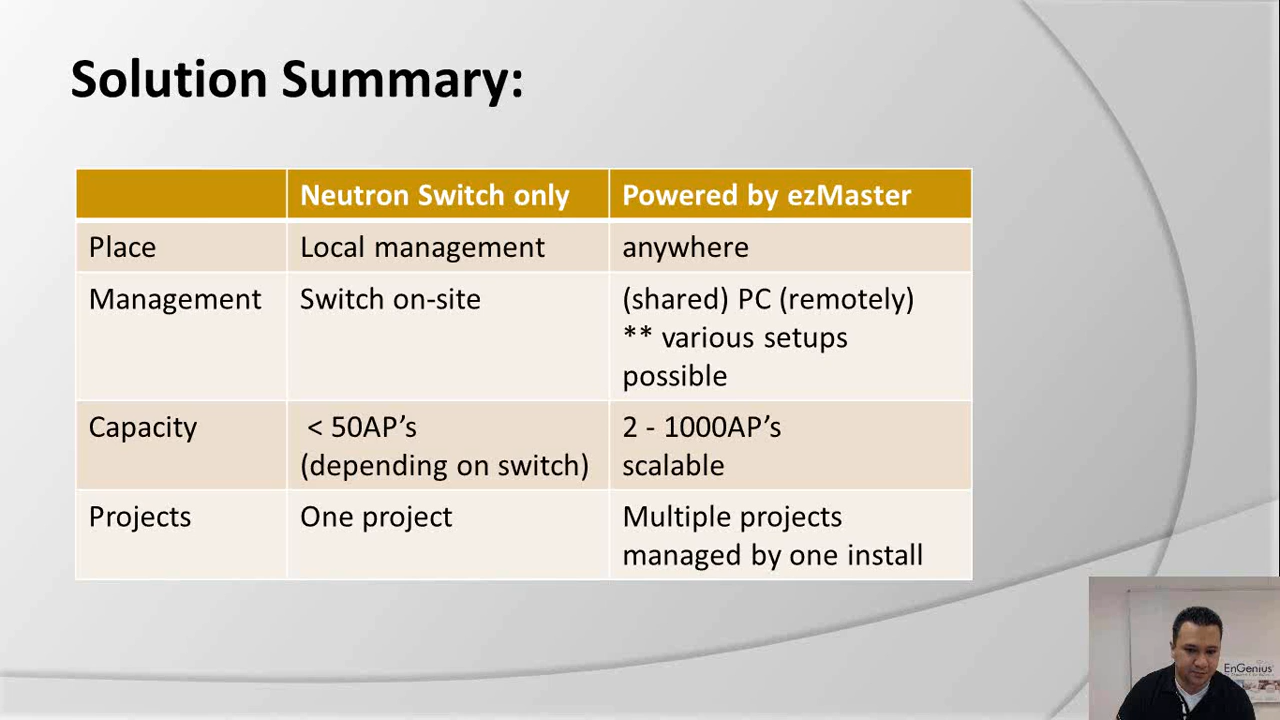 Solution Summary:
Neutron Switch only
Powered by ezMaster
Place
Local management
anywhere
Management
Switch on-site
(shared) PC (remotely)
** various setups
possible
Capacity
< 50AP’s
(depending on switch)
2 - 1000AP’s
scalable
Projects
One project
Multiple projects
managed by one install
EnGenius